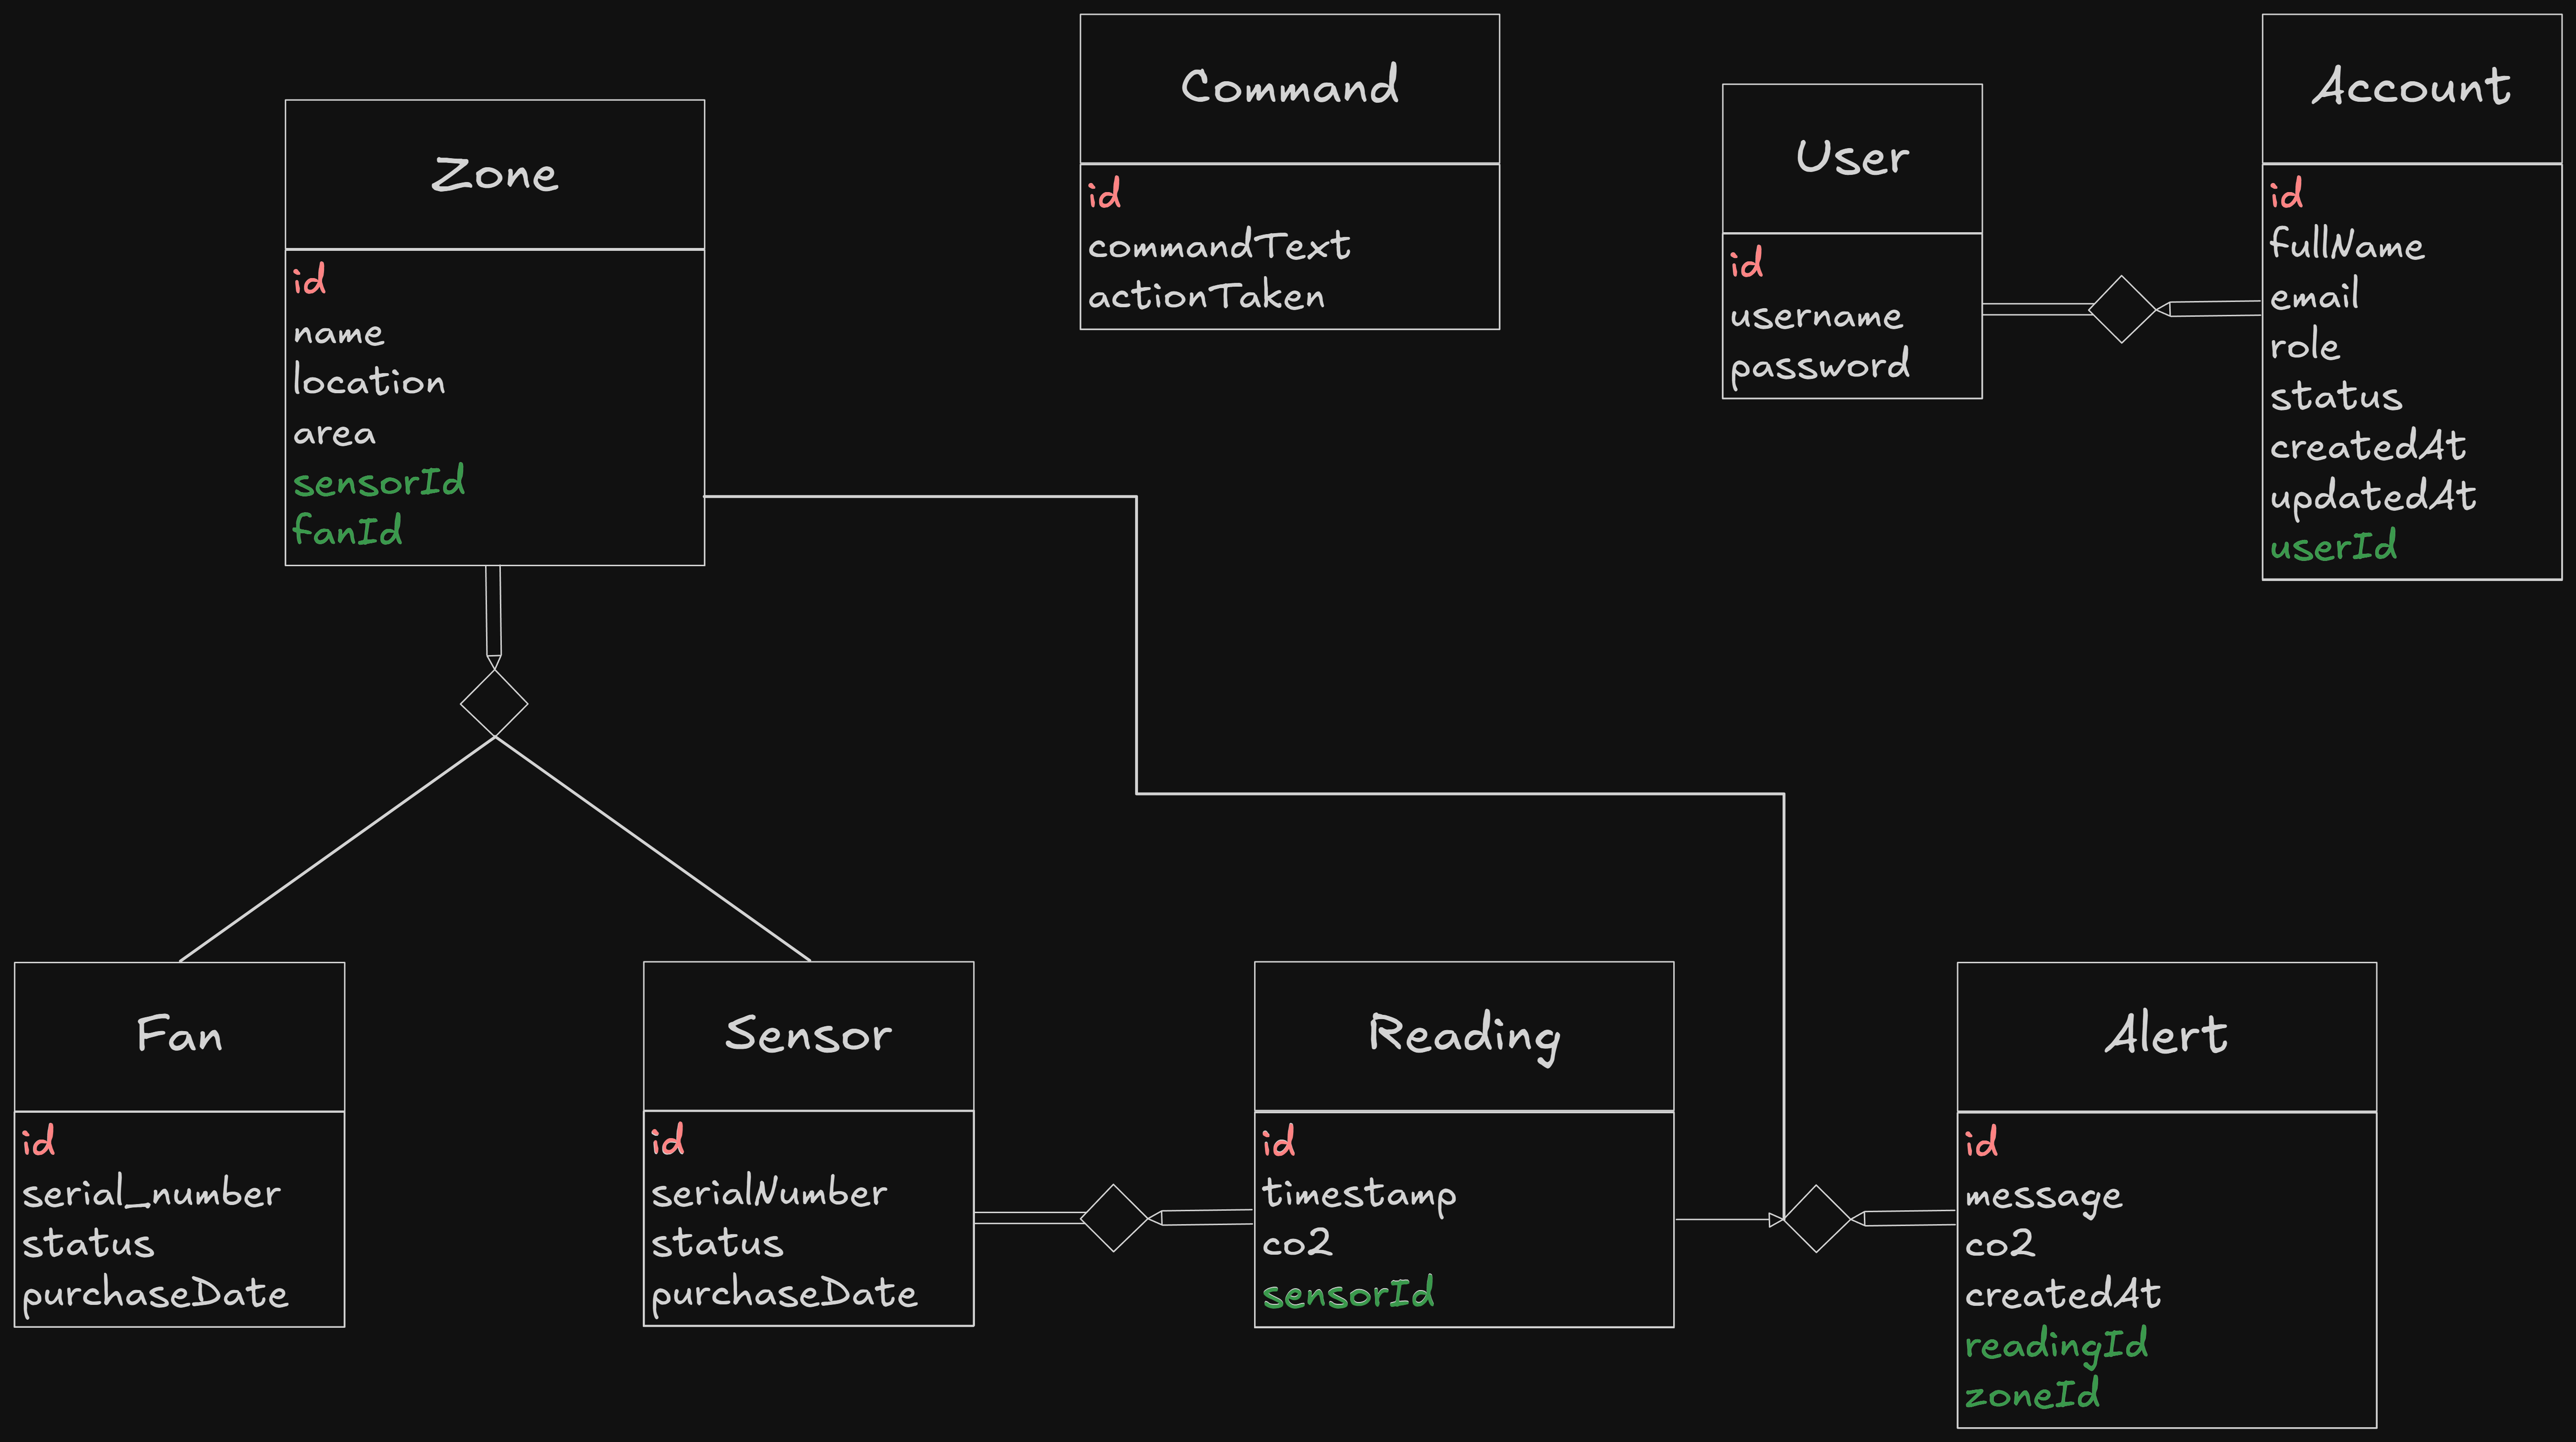 Zone
id
name
location
area
sensorId
fanId
Command
id
commandText
actionTaken
User
id
username
password
Account
id
fullName
email
role
status
createdAt
updatedAt
userId
Fan
id
serial_number
status
purchaseDate
Sensor
id
serialNumber
status
purchaseDate
Reading
id
timestamp
co2
sensorId
Alert
id
message
co2
createdAt
readingId
zoneId